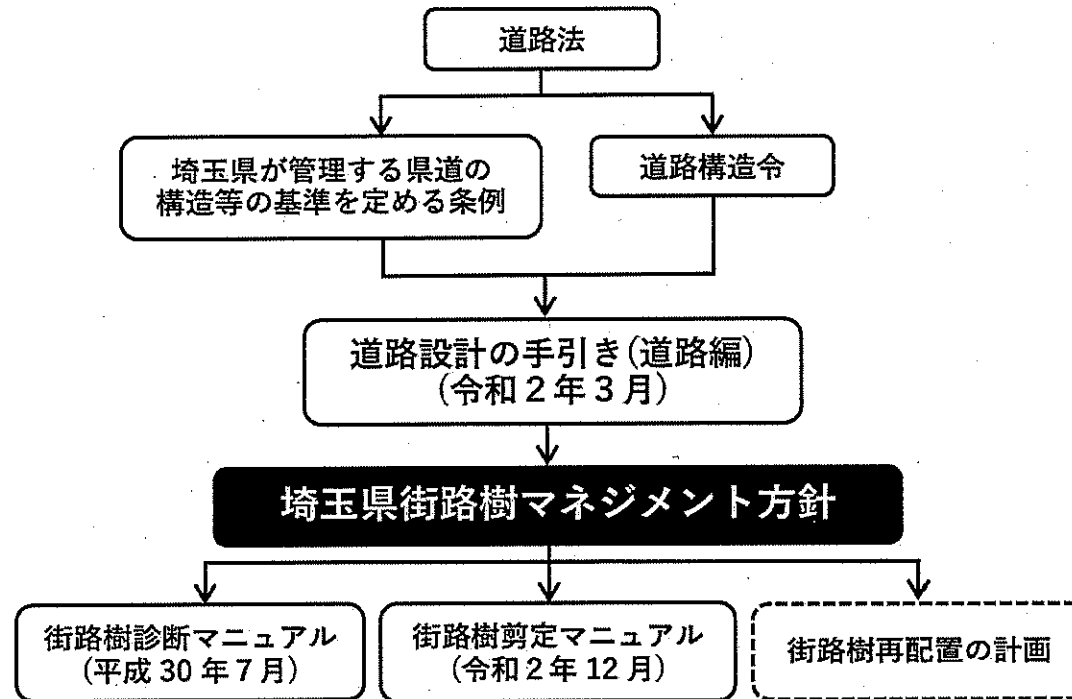 道路法
埼玉県が管理する県道の
構造等の基準を定める条例
道路構造令
道路設計の手引き(道路編)
(令和2年3月)
埼玉県街路樹マネジメント方針
街路樹診断マニュアル
(平成30年7月)
街路樹剪定マニュアル
(令和2年12月)
街路樹再配置の計画